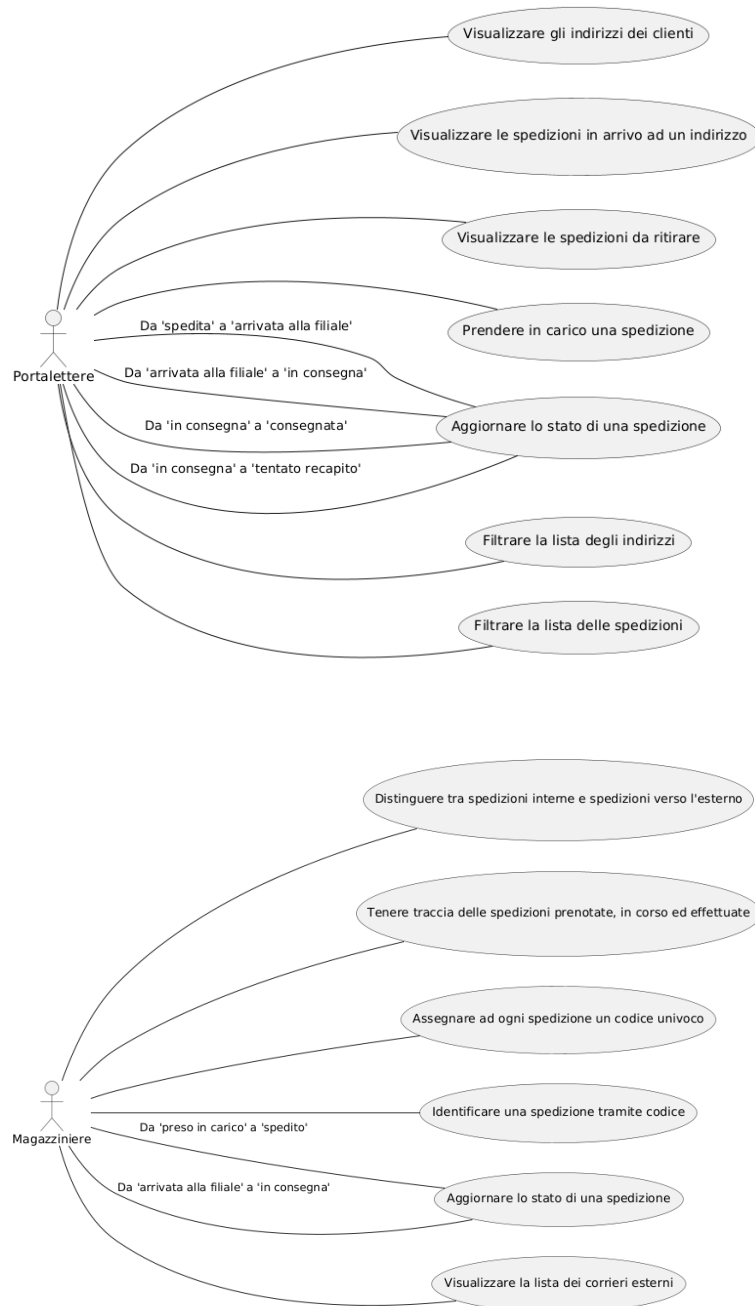 Visualizzare gli indirizzi dei clienti
Visualizzare le spedizioni in arrivo ad un indirizzo
Visualizzare le spedizioni da ritirare
Prendere in carico una spedizione
Da 'spedita' a 'arrivata alla filiale'
Portalettere
Da 'arrivata alla filiale' a 'in consegna'
Da 'in consegna' a 'consegnata'
Aggiornare lo stato di una spedizione
Da 'in consegna' a 'tentato recapito'
Filtrare la lista degli indirizzi
Filtrare la lista delle spedizioni
Distinguere tra spedizioni interne e spedizioni verso l'esterno
Tenere traccia delle spedizioni prenotate, in corso ed effettuate
Assegnare ad ogni spedizione un codice univoco
Identificare una spedizione tramite codice
Da 'preso in carico' a 'spedito'
Magazziniere
Da 'arrivata alla filiale' a 'in consegna'
Aggiornare lo stato di una spedizione
Visualizzare la lista dei corrieri esterni